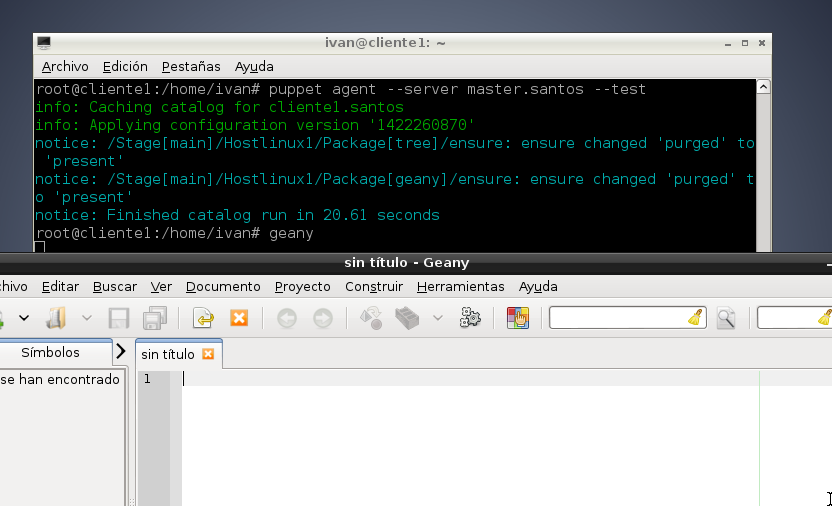 ivan@cliente1: ~
Archivo Edición Pestañas Ayuda
root@cliente1:/home/ivan# puppet agent --server master.santos --test
info: Caching catalog for cliente1.santos
info: Applying configuration version '1422260870'
notice: /Stage[main]/Hostlinux1/Package[tree]/ensure: ensure changed 'purged' to
 'present'
notice: /Stage[main]/Hostlinux1/Package[geany]/ensure: ensure changed 'purged' t
o 'present'
notice: Finished catalog run in 20.61 seconds
root@cliente1:/home/ivan# geany
sin título - Geany
hivo Editar Buscar Ver Documento Proyecto Construir Herramientas Ayuda
Símbolos
sin título
se han encontrado
1